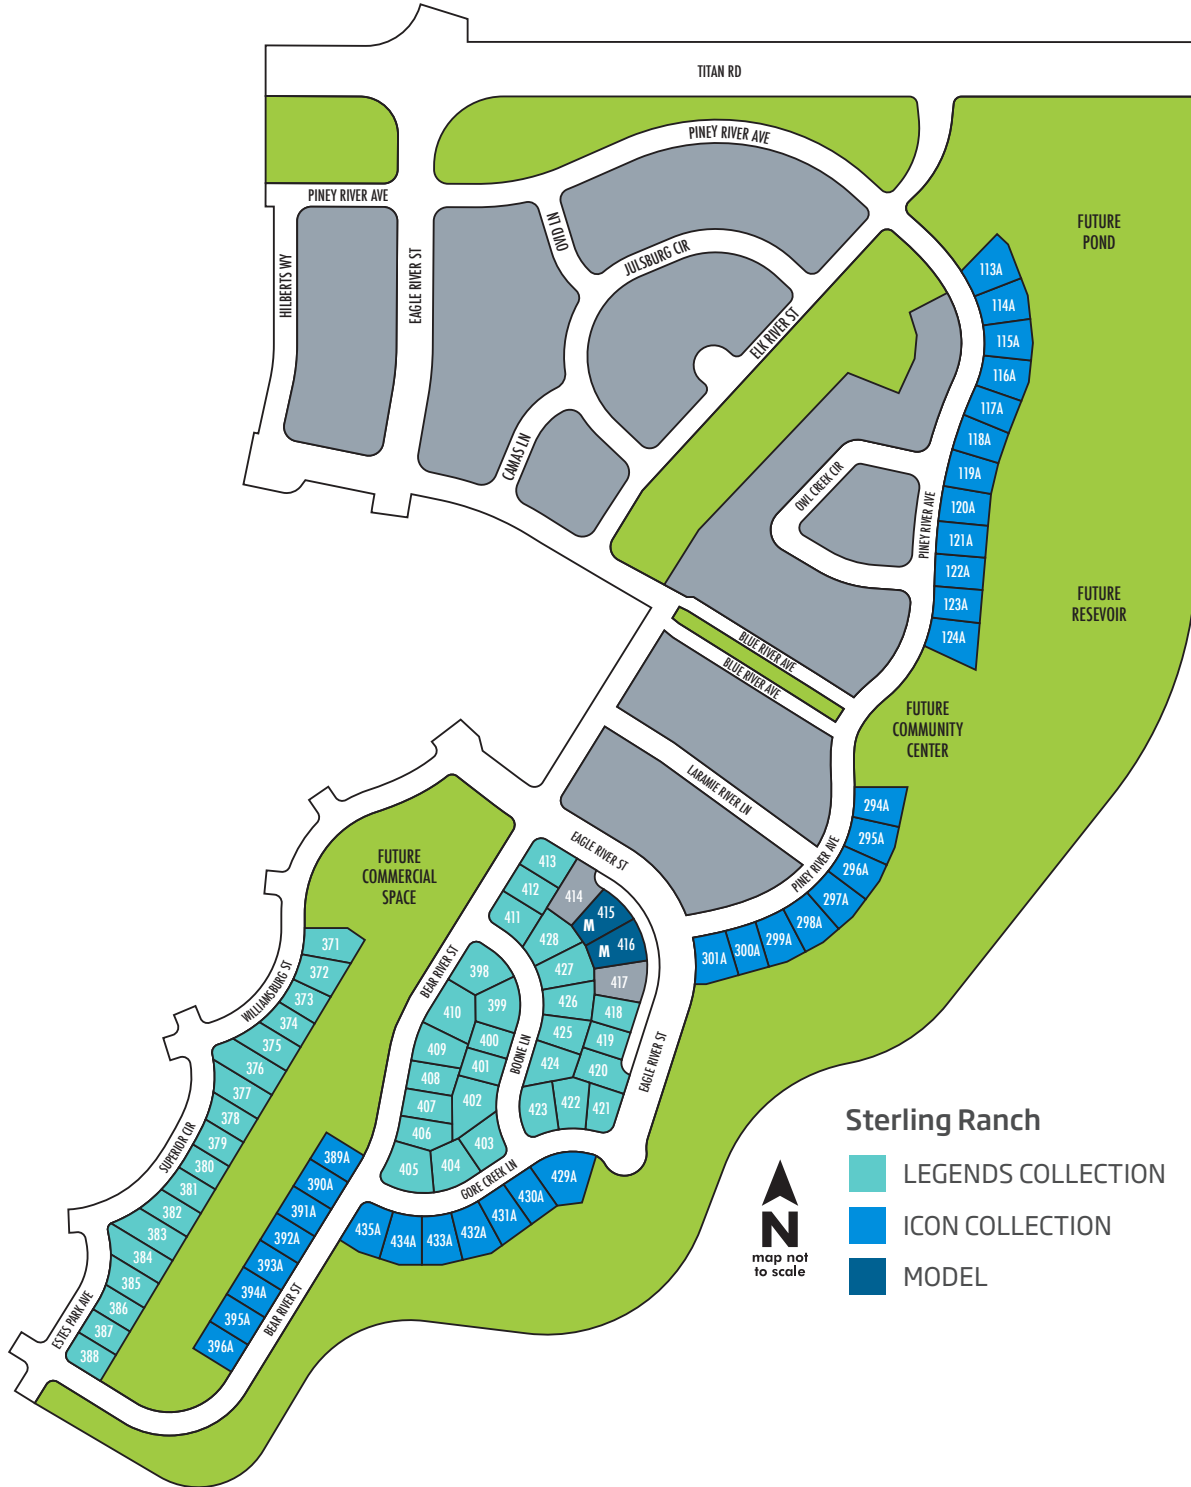 TITAN RD
PINEY RIVER AVE
PINEY RIVER AVE
OVID LN
JULSBURG CIR
HILBERTS WY
EAGLE RIVER ST
ELK RIVER ST
CAMAS LN
FUTURE
POND
113A
114A
115A
116A
117A
118A
119A
120A
121A
122A
123A
124A
OWL CREEK CIR
PINEY RIVER AVE
FUTURE
RESEVOIR
BLUE RIVER AVE
BLUE RIVER AVE
FUTURE
COMMUNITY
CENTER
LARAMIE RIVER LN
PINEY RIVER AVE
294A
295A
296A
297A
298A
299A
300A
301A
EAGLE RIVER ST
FUTURE
COMMERCIAL
SPACE
413
412
411
414
415
M
416
M
417
428
427
426
425
424
423
422
421
420
419
418
EAGLE RIVER ST
BEAR RIVER ST
BOONE LN
398
399
400
401
402
403
404
405
406
407
408
409
410
GORE CREEK LN
WILLIAMSBURG ST
371
372
373
374
375
376
377
378
379
380
381
382
383
384
385
386
387
388
SUPERIOR CIR
ESTES PARK AVE
389A
390A
391A
392A
393A
394A
395A
396A
BEAR RIVER ST
429A
430A
431A
432A
433A
434A
435A
N
map not
to scale
Sterling Ranch
LEGENDS COLLECTION
ICON COLLECTION
MODEL